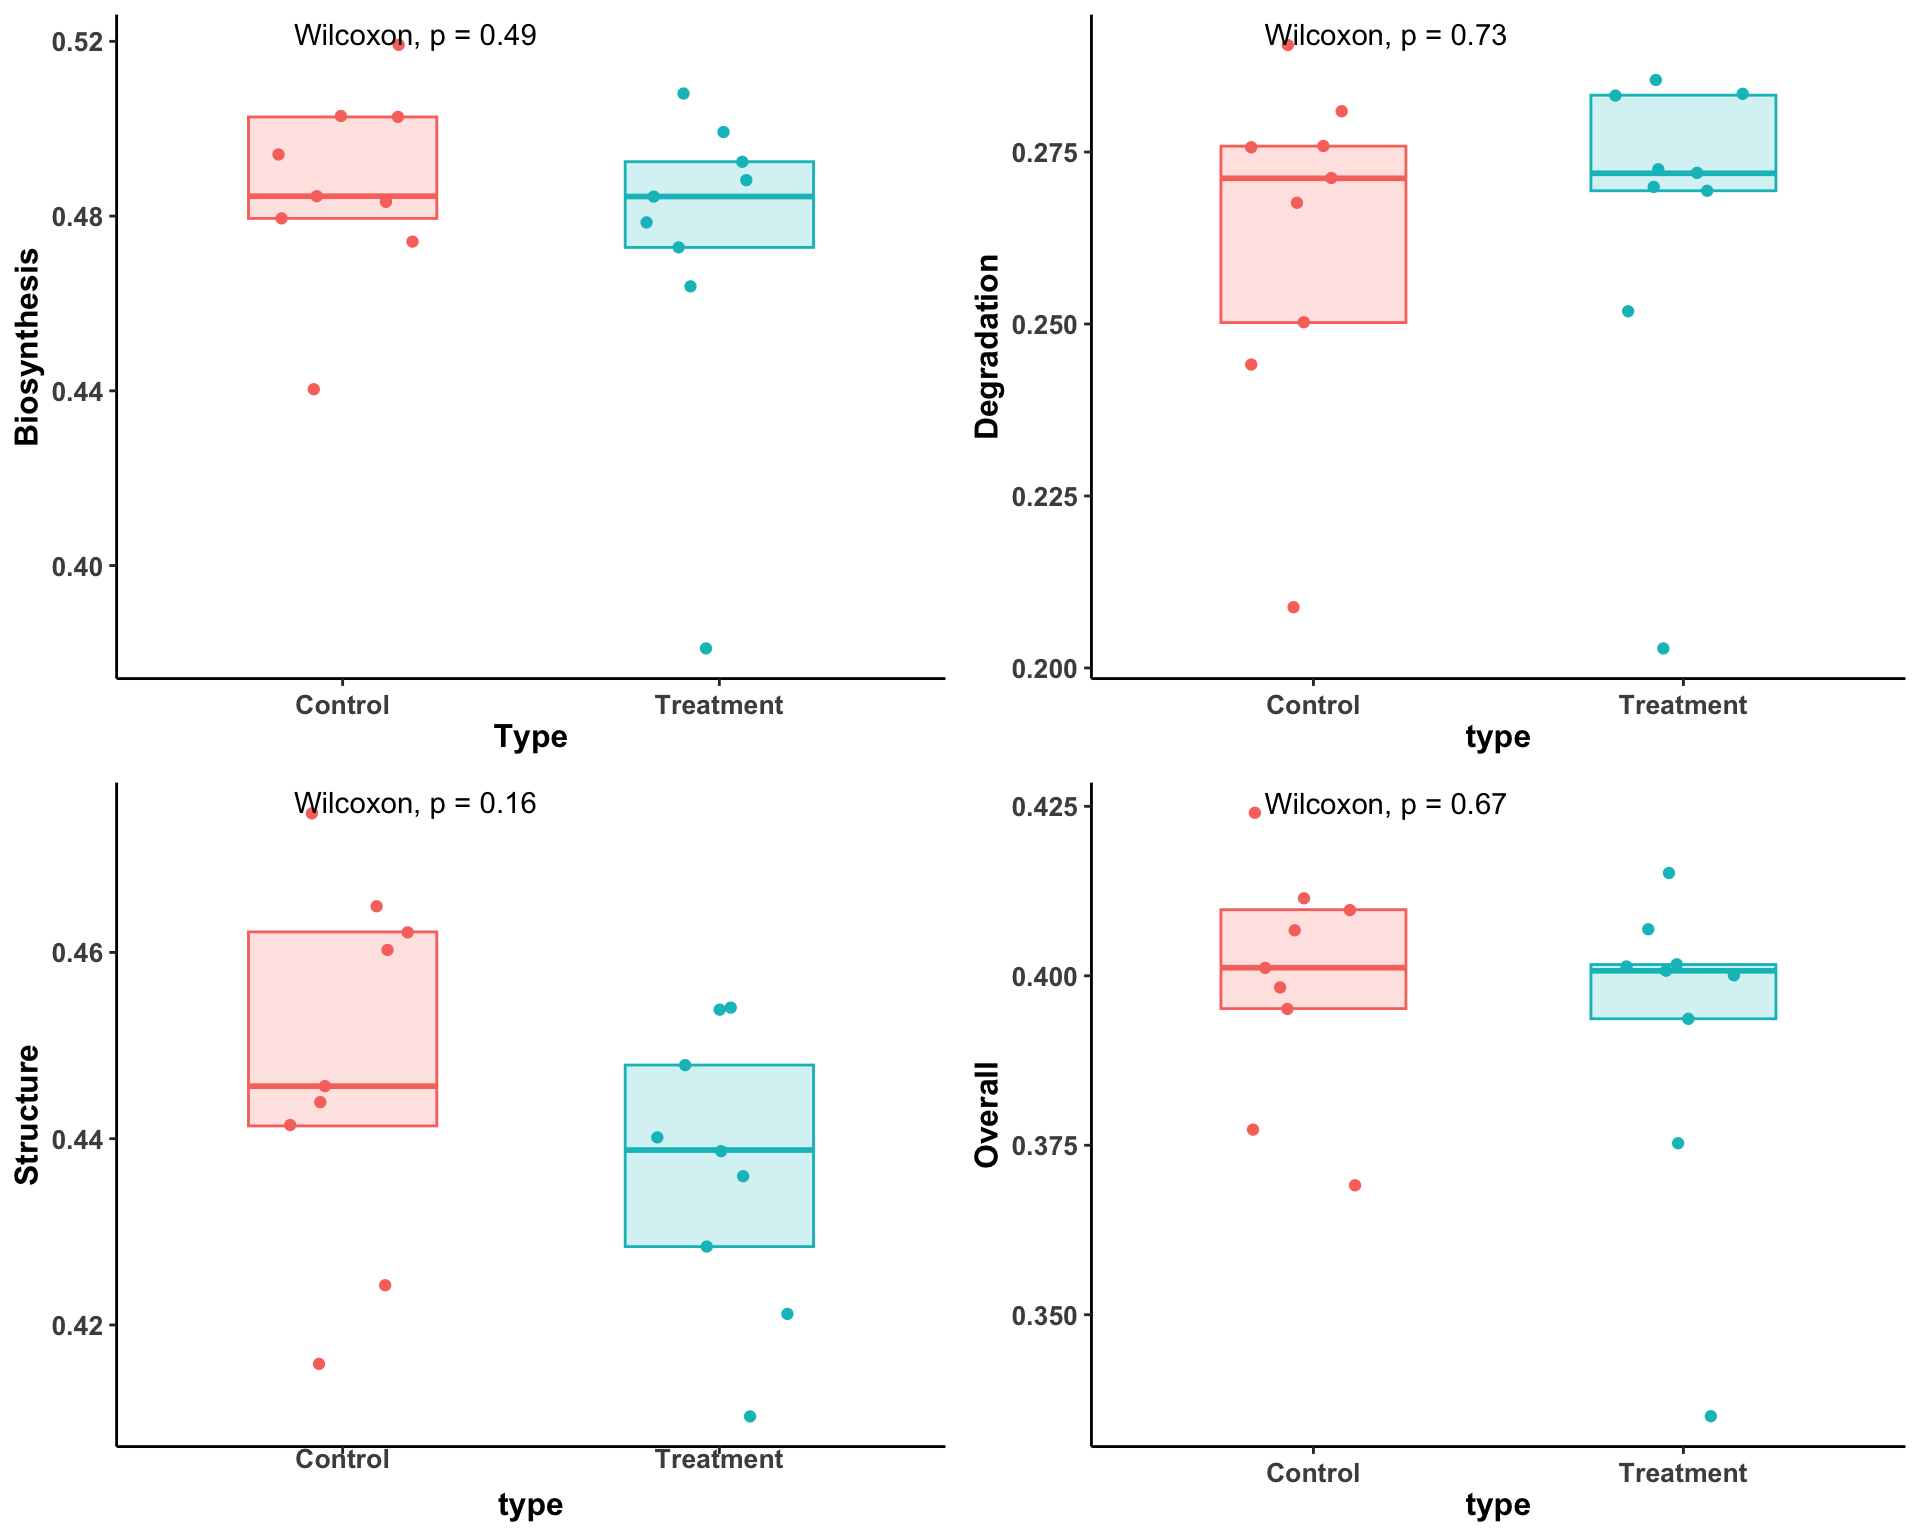 Wilcoxon, p = 0.49
0.52
0.48
0.44
0.40
Biosynthesis
Control
Treatment
Type
Wilcoxon, p = 0.73
0.275
0.250
0.225
0.200
Degradation
Control
Treatment
type
Wilcoxon, p = 0.16
0.46
0.44
0.42
Structure
Control
Treatment
type
Wilcoxon, p = 0.67
0.425
0.400
0.375
0.350
Overall
Control
Treatment
type